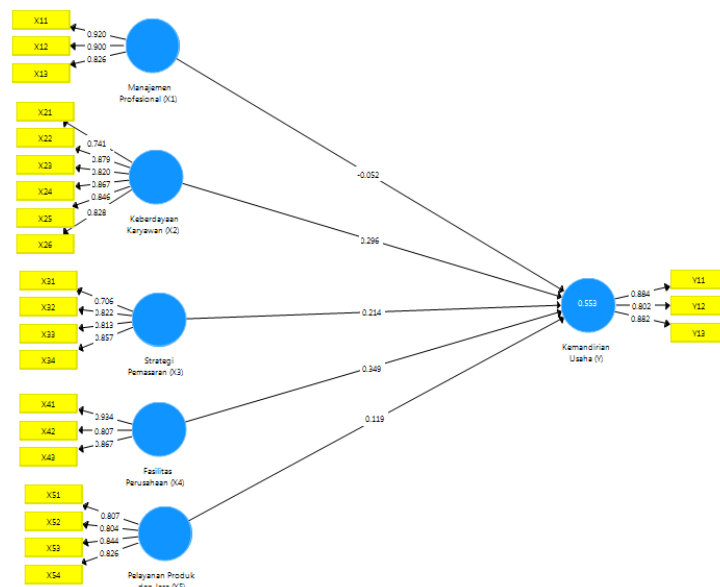 X11
X12
X13
0.920
0.900
0.826
Manajemen
Profesional (X1)
X21
X22
X23
X24
X25
X26
0.741
0.879
0.820
0.867
0.846
0.828
Keberdayaan
Karyawan (X2)
X31
X32
X33
X34
0.706
0.822
0.813
0.857
Strategi
Pemasaran (X3)
X41
X42
X43
0.934
0.807
0.867
Fasilitas
Perusahaan (X4)
X51
X52
X53
X54
0.807
0.804
0.844
0.826
Pelayanan Produk
-0.052
0.296
0.214
0.349
0.119
0.553
Kemandirian
Usaha (Y)
0.884
0.802
0.882
Y11
Y12
Y13